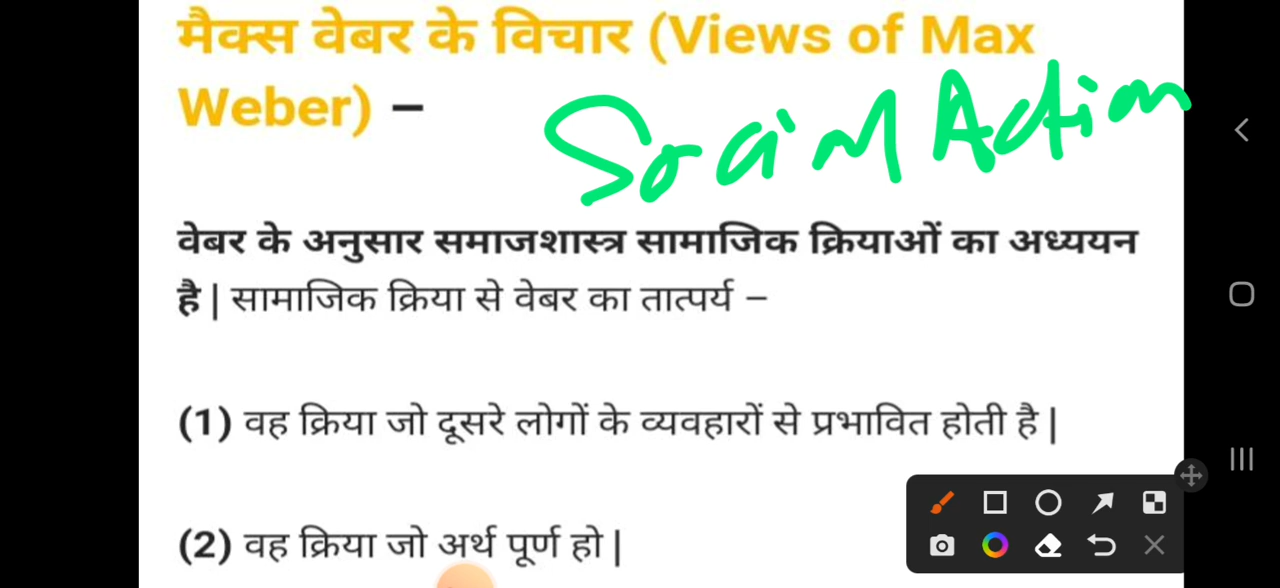 मैक्स वेबर के विचार (Views of Max
Weber) –
Social Action
वेबर के अनुसार समाजशास्त्र सामाजिक क्रियाओं का अध्ययन
है | सामाजिक क्रिया से वेबर का तात्पर्य –
(1) वह क्रिया जो दूसरे लोगों के व्यवहारों से प्रभावित होती है |
(2) वह क्रिया जो अर्थ पूर्ण हो |